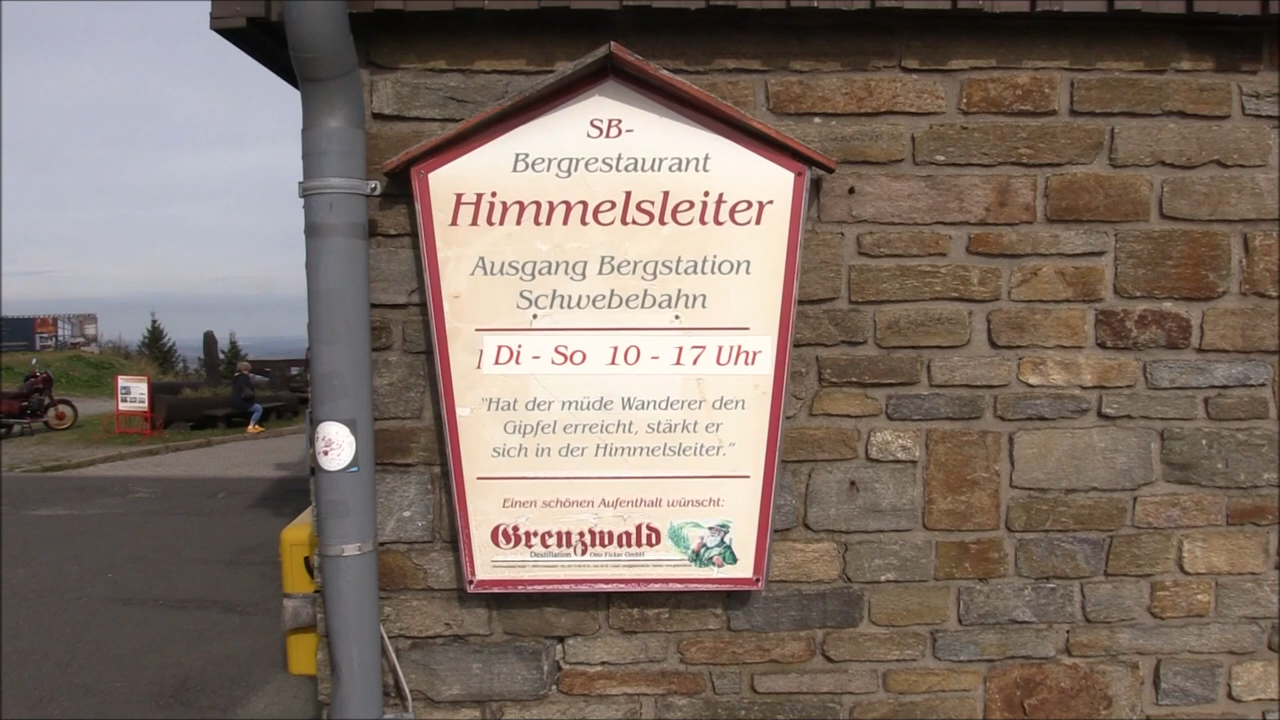 SB-
Bergrestaurant
Himmelsleiter
Ausgang Bergstation
Schwebebahn
Di - So 10 - 17 Uhr
"Hat der müde Wanderer den
Gipfel erreicht, stärkt er
sich in der Himmelsleiter."
Einen schönen Aufenthalt wünscht:
Grenzwald
Destillation Otto Ficker GmbH